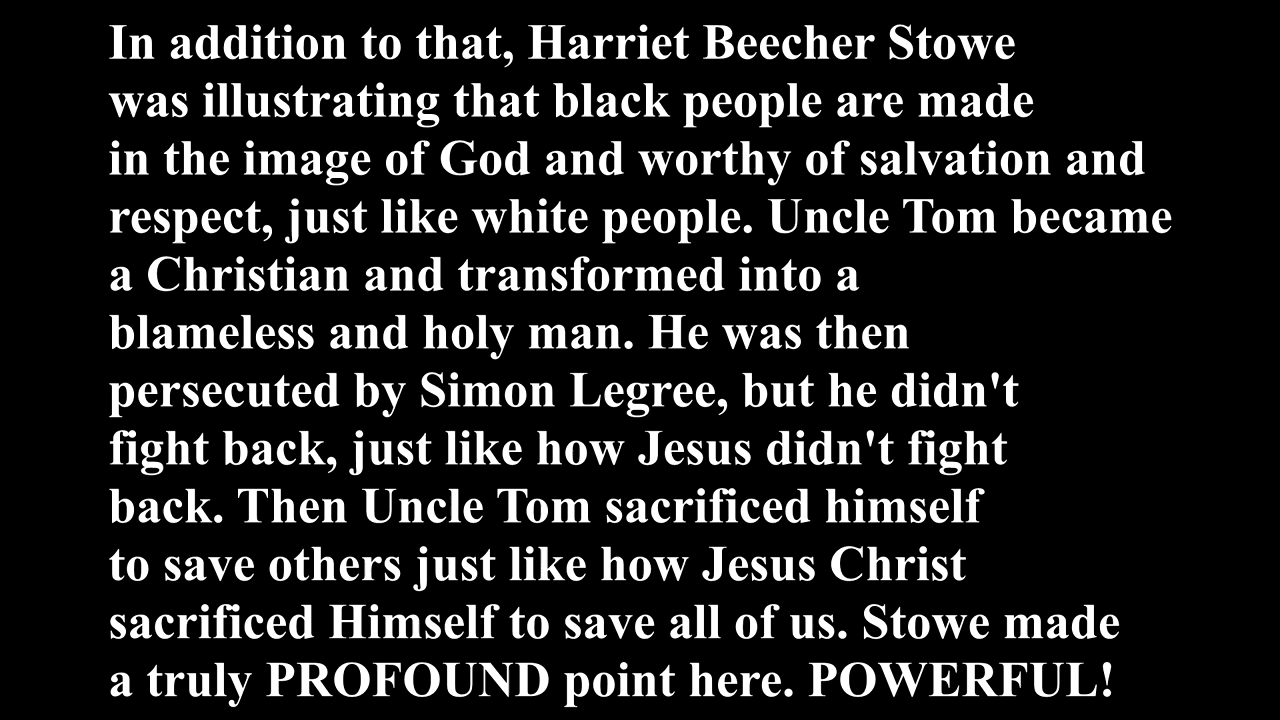 In addition to that, Harriet Beecher Stowe
was illustrating that black people are made
in the image of God and worthy of salvation and
respect, just like white people. Uncle Tom became
a Christian and transformed into a
blameless and holy man. He was then
persecuted by Simon Legree, but he didn't
fight back, just like how Jesus didn't fight
back. Then Uncle Tom sacrificed himself
to save others just like how Jesus Christ
sacrificed Himself to save all of us. Stowe made
a truly PROFOUND point here. POWERFUL!